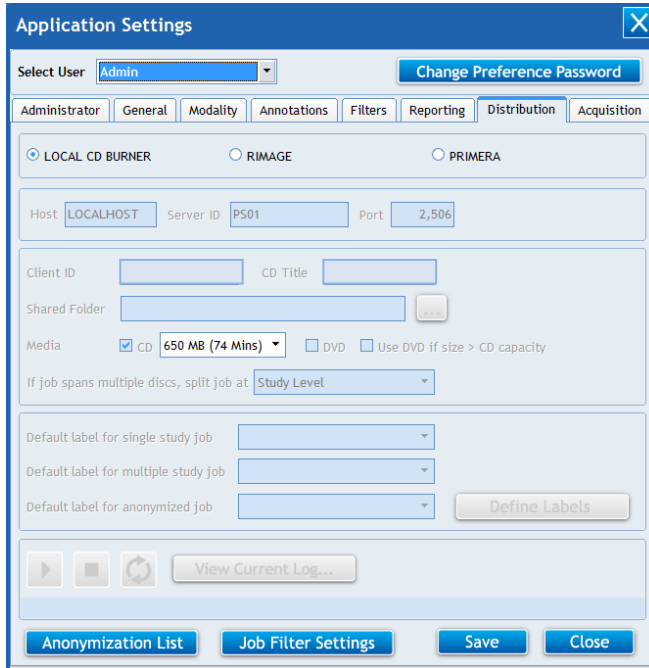 Application Settings X
Select User Admin Change Preference Password
Administrator General Modality Annotations Filters Reporting Distribution Acquisition
LOCAL CD BURNER RIMAGE PRIMERA
Host LOCALHOST Server ID PS01 Port 2,506
Client ID CD Title
Shared Folder ...
Media CD 650 MB (74 Mins) DVD Use DVD if size > CD capacity
If job spans multiple discs, split job at Study Level
Default label for single study job
Default label for multiple study job
Default label for anonymized job Define Labels
View Current Log...
Anonymization List Job Filter Settings Save Close